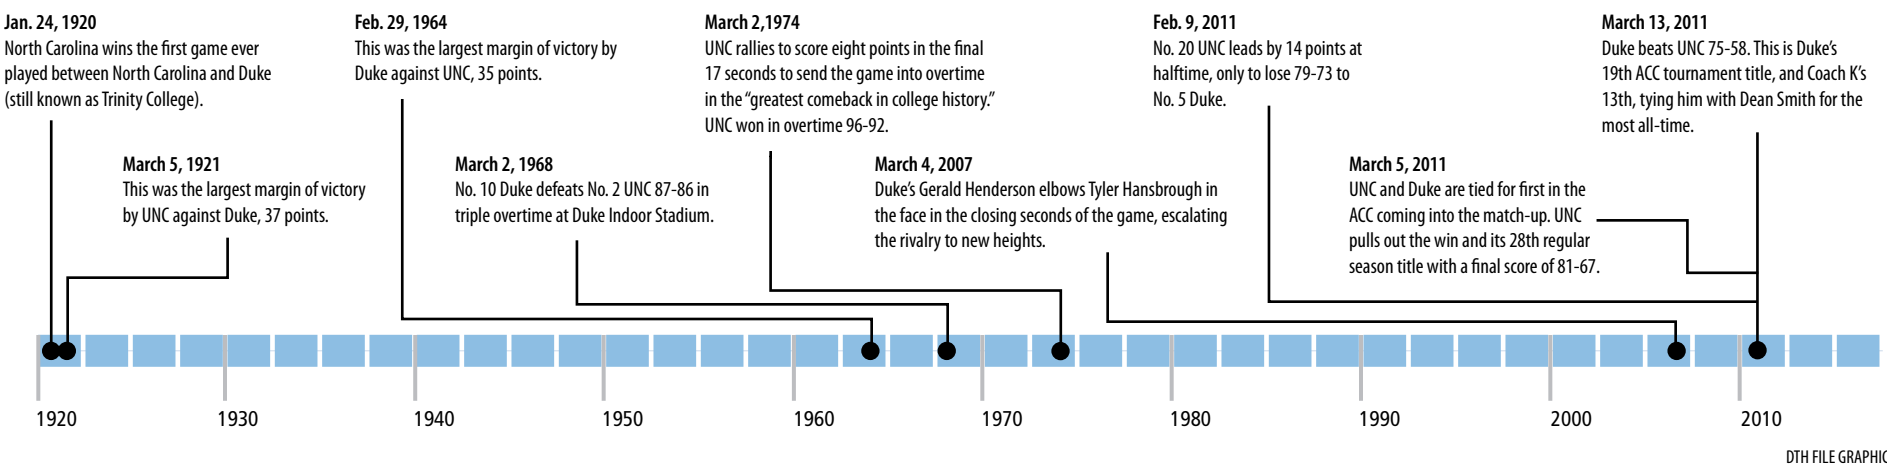 Jan. 24, 1920
North Carolina wins the first game ever
played between North Carolina and Duke
(still known as Trinity College).
March 5, 1921
This was the largest margin of victory
by UNC against Duke, 37 points.
Feb. 29, 1964
This was the largest margin of victory by
Duke against UNC, 35 points.
March 2, 1968
No. 10 Duke defeats No. 2 UNC 87-86 in
triple overtime at Duke Indoor Stadium.
March 2,1974
UNC rallies to score eight points in the final
17 seconds to send the game into overtime
in the “greatest comeback in college history.”
UNC won in overtime 96-92.
March 4, 2007
Duke’s Gerald Henderson elbows Tyler Hansbrough in
the face in the closing seconds of the game, escalating
the rivalry to new heights.
Feb. 9, 2011
No. 20 UNC leads by 14 points at
halftime, only to lose 79-73 to
No. 5 Duke.
March 5, 2011
UNC and Duke are tied for first in the
ACC coming into the match-up. UNC
pulls out the win and its 28th regular
season title with a final score of 81-67.
March 13, 2011
Duke beats UNC 75-58. This is Duke’s
19th ACC tournament title, and Coach K’s
13th, tying him with Dean Smith for the
most all-time.
1920
1930
1940
1950
1960
1970
1980
1990
2000
2010
DTH FILE GRAPHIC